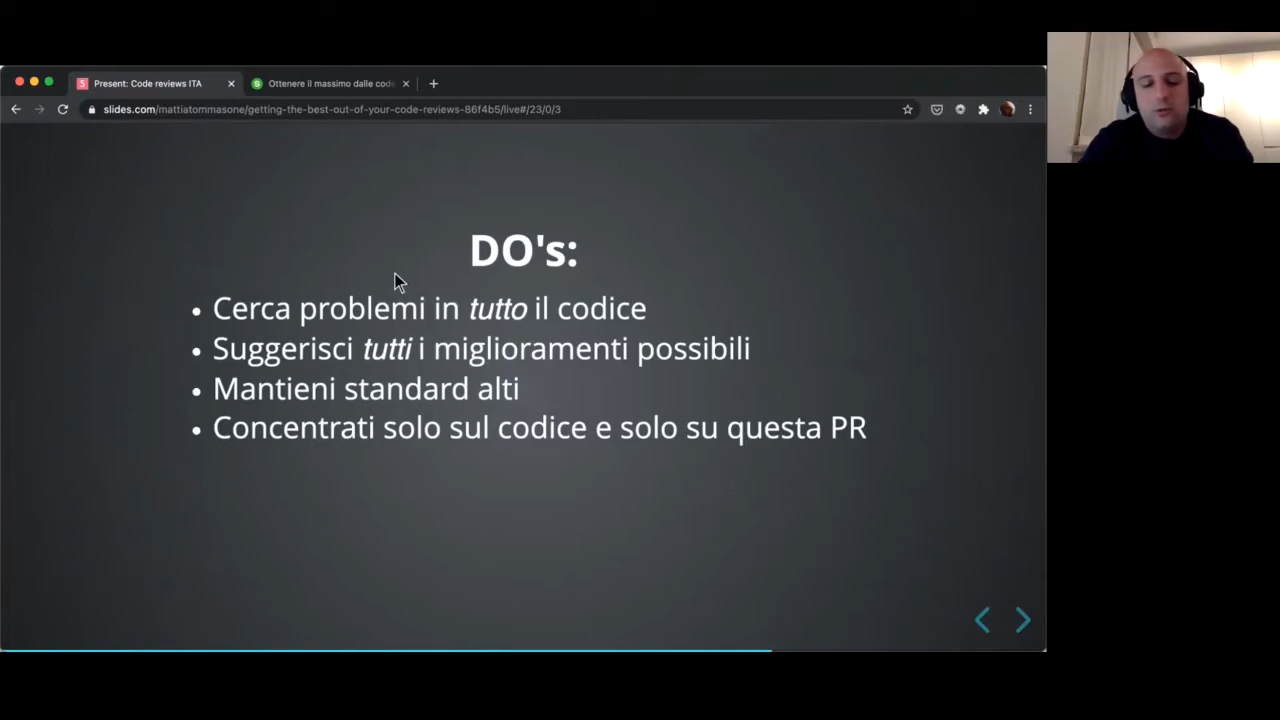 Present: Code reviews ITA
Ottenere il massimo dalle code
slides.com/mattiatommasone/getting-the-best-out-of-your-code-reviews-86f4b5/live#/23/0/3
DO's:
• Cerca problemi in tutto il codice
• Suggerisci tutti i miglioramenti possibili
• Mantieni standard alti
• Concentrati solo sul codice e solo su questa PR